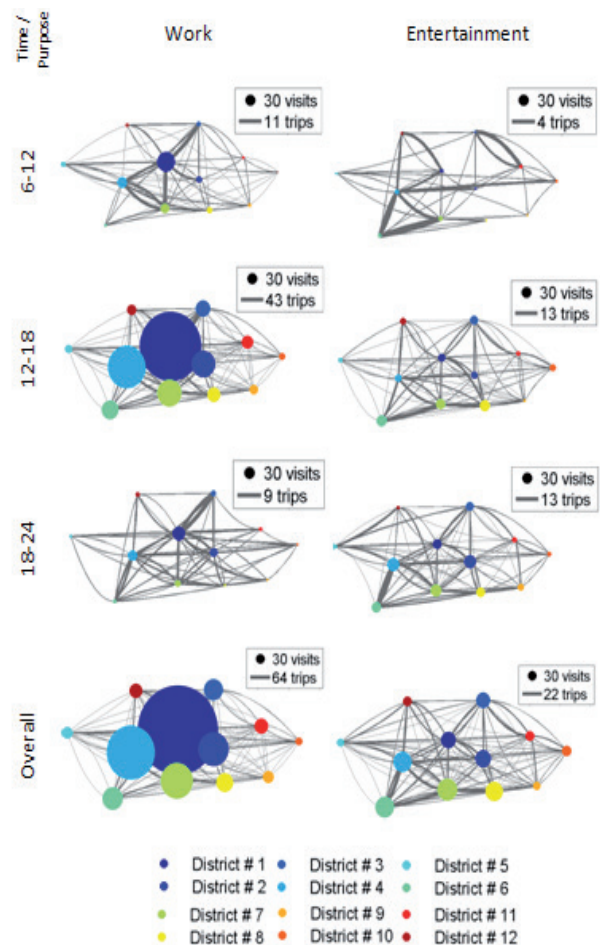 Time /
Purpose
Work
Entertainment
6-12
30 visits
11 trips
30 visits
4 trips
12-18
30 visits
43 trips
30 visits
13 trips
18-24
30 visits
9 trips
30 visits
13 trips
Overall
30 visits
64 trips
30 visits
22 trips
District # 1
District # 3
District # 5
District # 2
District # 4
District # 6
District # 7
District # 9
District # 11
District # 8
District # 10
District # 12